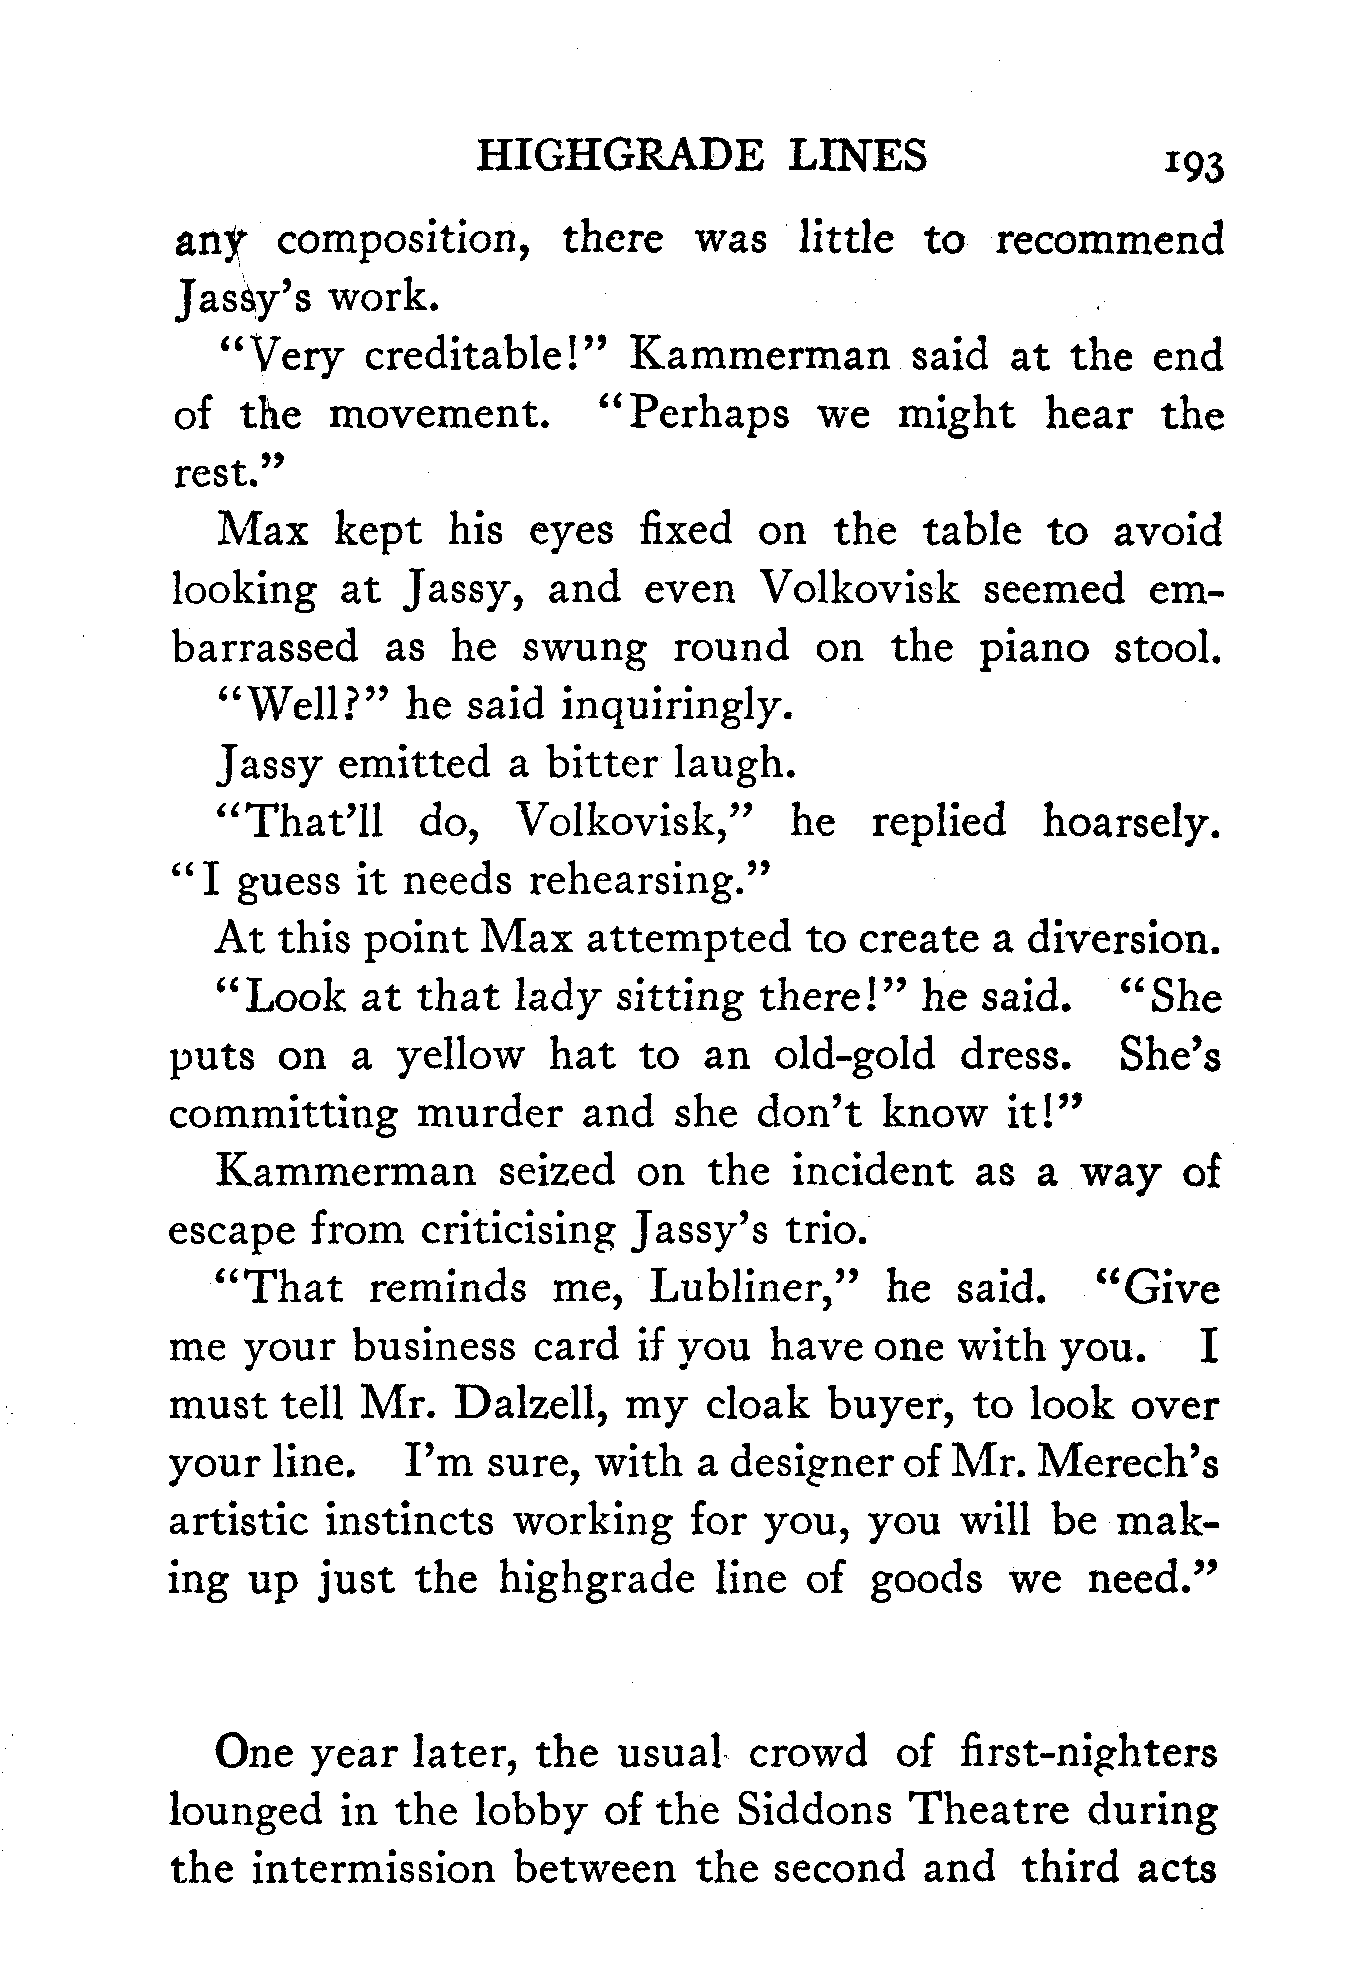 HIGHGRADE LINES 193
any composition, there was little to recommend
Jassy's work.
"Very creditable!" Kammerman said at the end
of the movement. "Perhaps we might hear the
rest."
Max kept his eyes fixed on the table to avoid
looking at Jassy, and even Volkovisk seemed em-
barrassed as he swung round on the piano stool.
"Well?" he said inquiringly.
Jassy emitted a bitter laugh.
"That'll do, Volkovisk," he replied hoarsely.
"I guess it needs rehearsing."
At this point Max attempted to create a diversion.
"Look at that lady sitting there!" he said. "She
puts on a yellow hat to an old-gold dress. She's
committing murder and she don't know it!"
Kammerman seized on the incident as a way of
escape from criticising Jassy's trio.
"That reminds me, Lubliner," he said. "Give
me your business card if you have one with you. I
must tell Mr. Dalzell, my cloak buyer, to look over
your line. I'm sure, with a designer of Mr. Merech's
artistic instincts working for you, you will be mak-
ing up just the highgrade line of goods we need."
One year later, the usual crowd of first-nighters
lounged in the lobby of the Siddons Theatre during
the intermission between the second and third acts